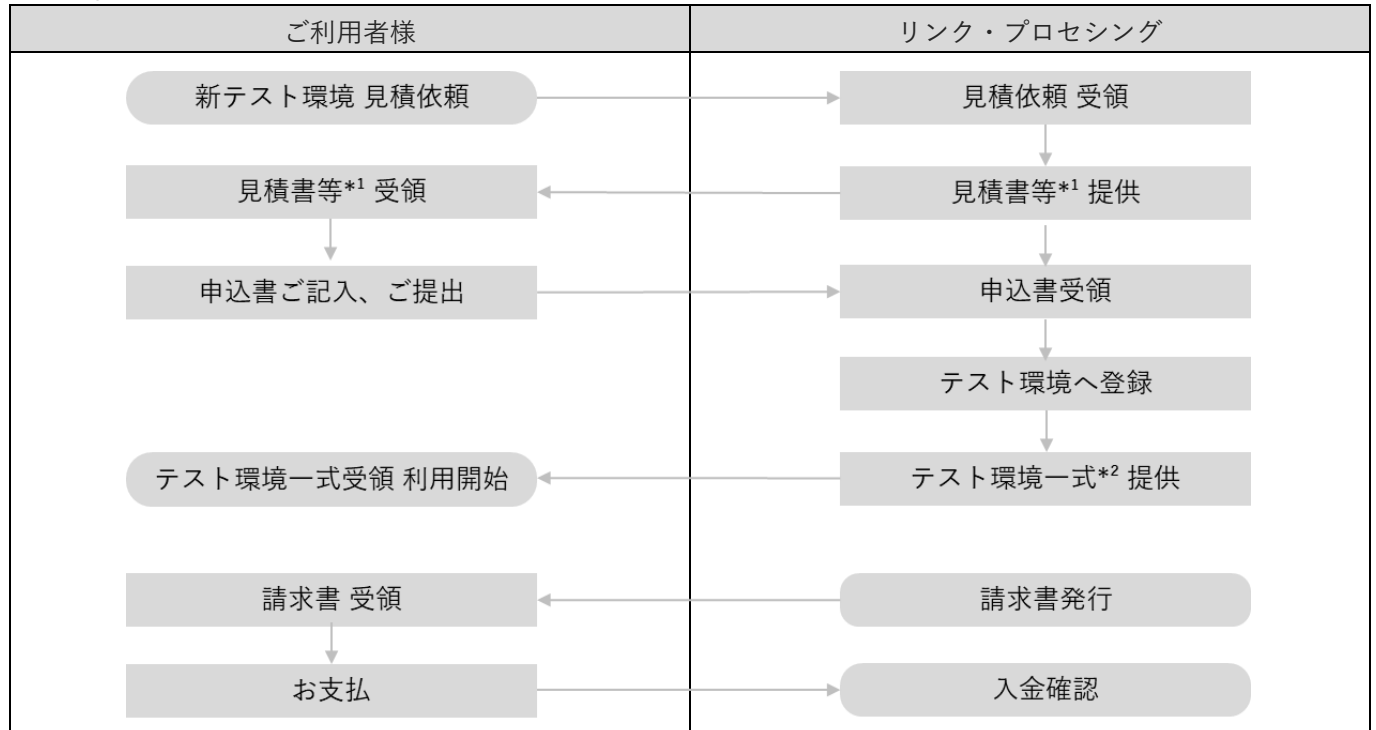 ご利用者様
リンク・プロセシング
新テスト環境 見積依頼
見積依頼 受領
見積書等*1 受領
見積書等*1 提供
申込書ご記入、ご提出
申込書受領
テスト環境へ登録
テスト環境一式受領 利用開始
テスト環境一式*2 提供
請求書 受領
請求書発行
お支払
入金確認